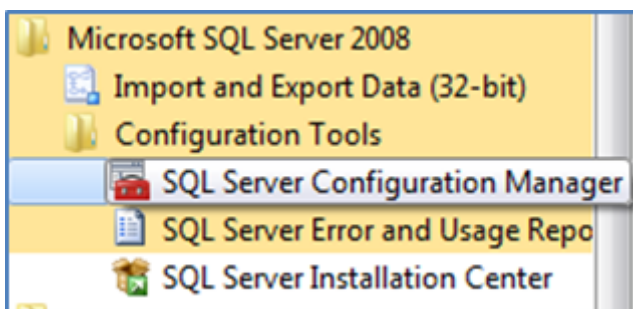 Microsoft SQL Server 2008
Import and Export Data (32-bit)
Configuration Tools
SQL Server Configuration Manager
SQL Server Error and Usage Repo
SQL Server Installation Center